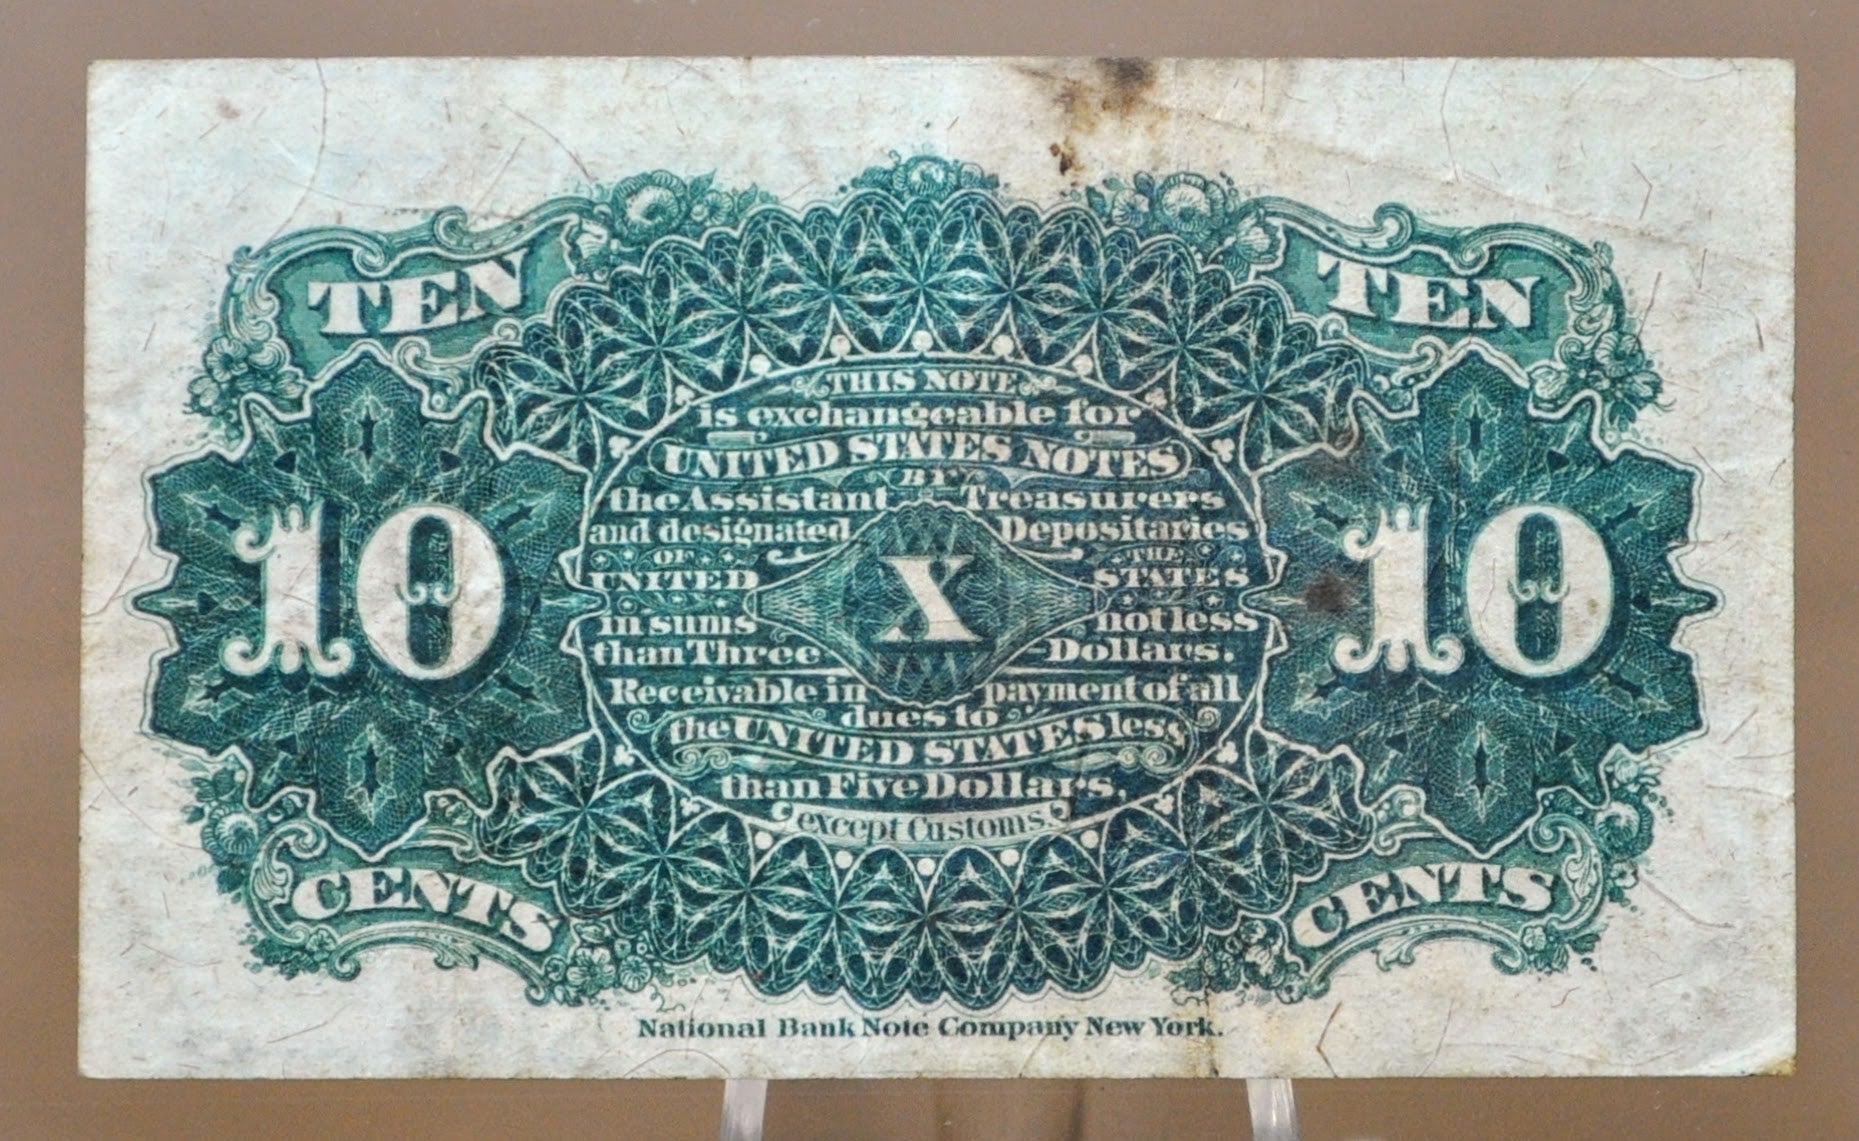 TEN TEN
THIS NOTE
is exchangeable for
UNITED STATES NOTES
BY
the Assistant Treasurers
and designated Depositaries
OF THE
UNITED STATES
10 X 10
in sums not less
than Three Dollars.
Receivable in payment of all
dues to
the UNITED STATES less
than Five Dollars,
except Customs.
CENTS CENTS
National Bank Note Company New York.